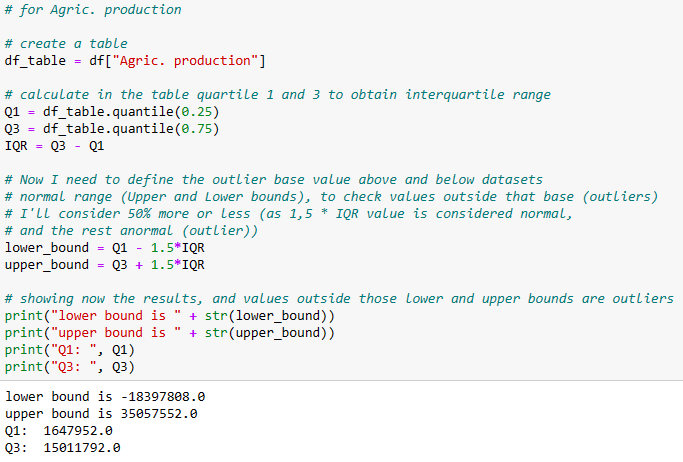 # for Agric. production
# create a table
df_table = df["Agric. production"]
# calculate in the table quartile 1 and 3 to obtain interquartile range
Q1 = df_table.quantile(0.25)
Q3 = df_table.quantile(0.75)
IQR = Q3 - Q1
# Now I need to define the outlier base value above and below datasets
# normal range (Upper and Lower bounds), to check values outside that base (outliers)
# I'll consider 50% more or less (as 1,5 * IQR value is considered normal,
# and the rest anormal (outlier))
lower_bound = Q1 - 1.5*IQR
upper_bound = Q3 + 1.5*IQR
# showing now the results, and values outside those lower and upper bounds are outliers
print("lower bound is " + str(lower_bound))
print("upper bound is " + str(upper_bound))
print("Q1: ", Q1)
print("Q3: ", Q3)
lower bound is -18397808.0
upper bound is 35057552.0
Q1:  1647952.0
Q3:  15011792.0